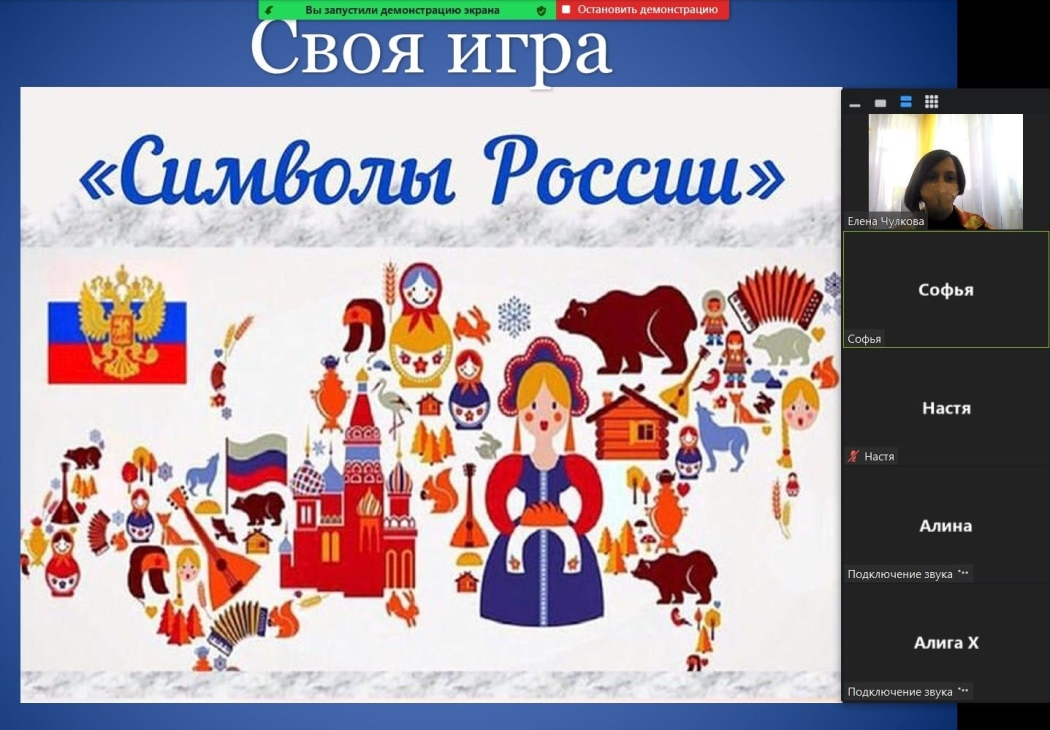 Вы запустили демонстрацию экрана
Остановить демонстрацию
Своя игра
«Символы России»
Елена Чулкова
Софья
Софья
Настя
Настя
Алина
Подключение звука
Алига Х
Подключение звука